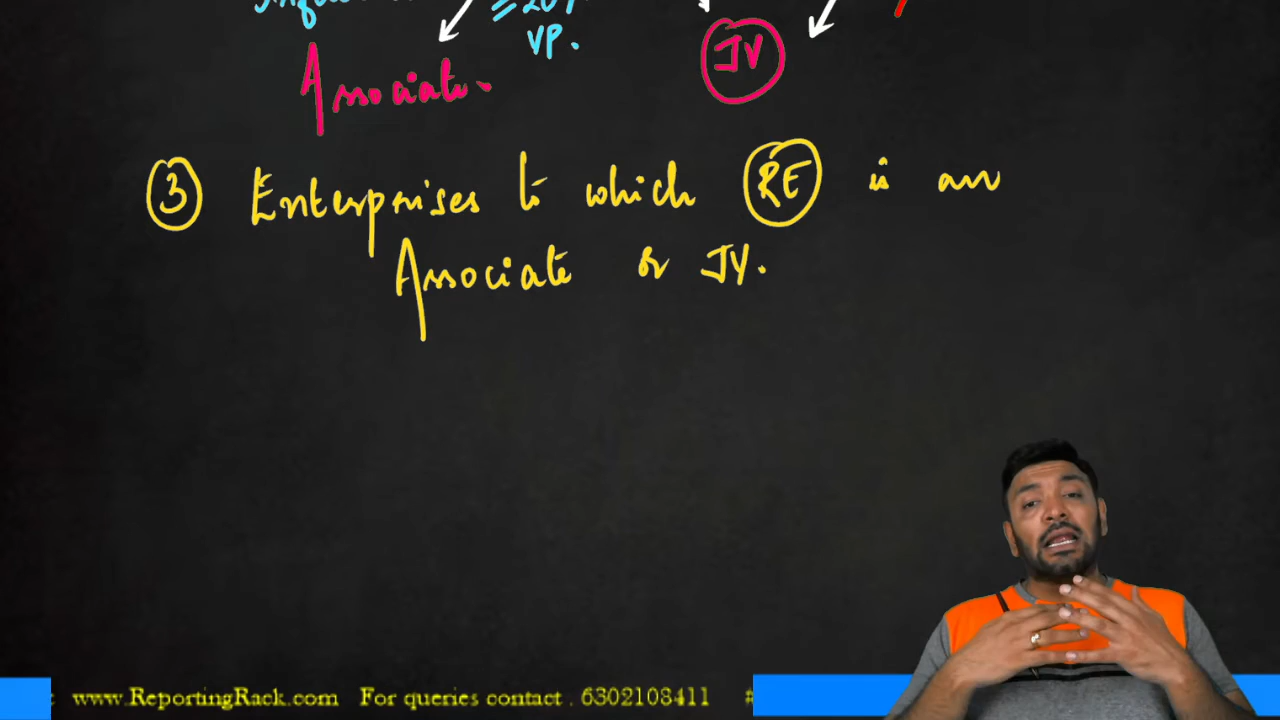 ≥ 20%
VP.
Associate.
JV
③ Enterprises to which RE is an
Associate or JV.
www.ReportingRack.com For queries contact . 6302108411 #